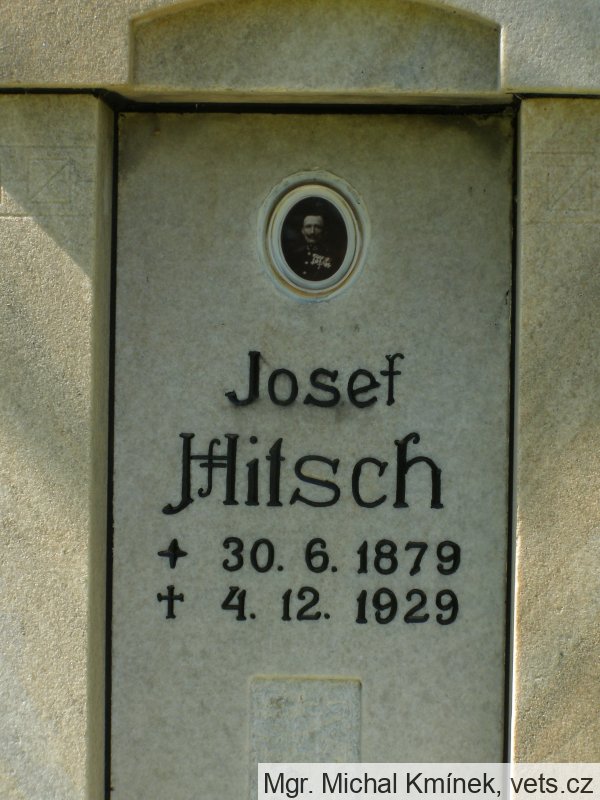 Josef
Hitsch
✦ 30. 6. 1879
† 4. 12. 1929
Mgr. Michal Kmínek, vets.cz